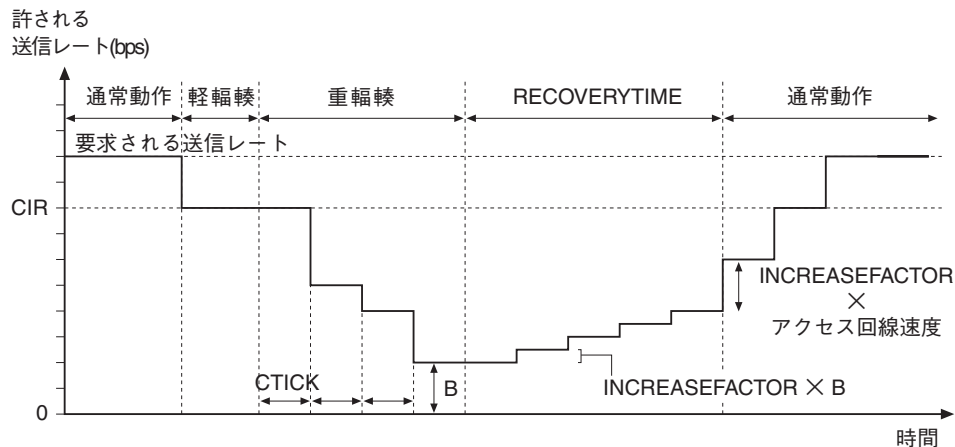 許される
送信レート(bps)
通常動作
軽輻輳
重輻輳
RECOVERYTIME
通常動作
要求される送信レート
CIR
INCREASEFACTOR
×
アクセス回線速度
CTICK
B
INCREASEFACTOR × B
0
時間